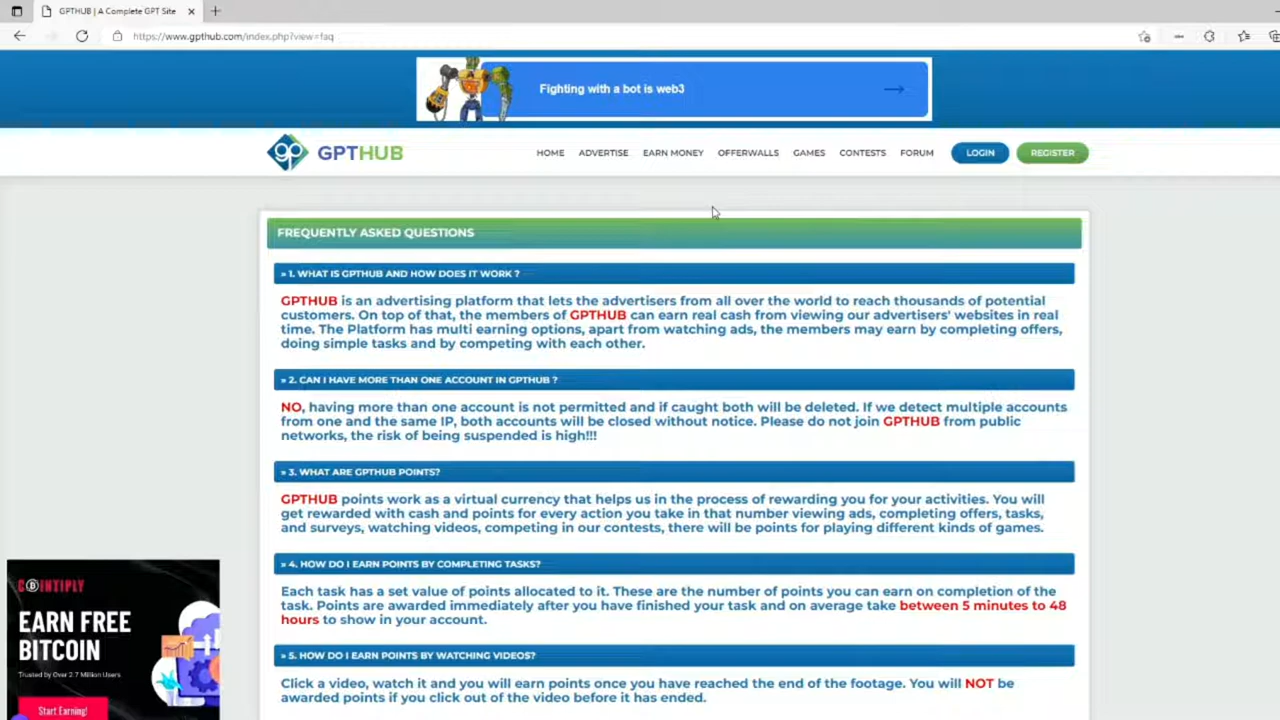 GPTHUB | A Complete GPT Site
https://www.gpthub.com/index.php?view=faq
Fighting with a bot is web3
gp GPTHUB
HOME ADVERTISE EARN MONEY OFFERWALLS GAMES CONTESTS FORUM LOGIN REGISTER
FREQUENTLY ASKED QUESTIONS
» 1. WHAT IS GPTHUB AND HOW DOES IT WORK ?
GPTHUB is an advertising platform that lets the advertisers from all over the world to reach thousands of potential
customers. On top of that, the members of GPTHUB can earn real cash from viewing our advertisers' websites in real
time. The Platform has multi earning options, apart from watching ads, the members may earn by completing offers,
doing simple tasks and by competing with each other.
» 2. CAN I HAVE MORE THAN ONE ACCOUNT IN GPTHUB ?
NO, having more than one account is not permitted and if caught both will be deleted. If we detect multiple accounts
from one and the same IP, both accounts will be closed without notice. Please do not join GPTHUB from public
networks, the risk of being suspended is high!!!
» 3. WHAT ARE GPTHUB POINTS?
GPTHUB points work as a virtual currency that helps us in the process of rewarding you for your activities. You will
get rewarded with cash and points for every action you take in that number viewing ads, completing offers, tasks,
and surveys, watching videos, competing in our contests, there will be points for playing different kinds of games.
» 4. HOW DO I EARN POINTS BY COMPLETING TASKS?
Each task has a set value of points allocated to it. These are the number of points you can earn on completion of the
task. Points are awarded immediately after you have finished your task and on average take between 5 minutes to 48
hours to show in your account.
» 5. HOW DO I EARN POINTS BY WATCHING VIDEOS?
Click a video, watch it and you will earn points once you have reached the end of the footage. You will NOT be
awarded points if you click out of the video before it has ended.
COINTIPLY
EARN FREE
BITCOIN
Trusted by Over 2.7 Million Users
Start Earning!